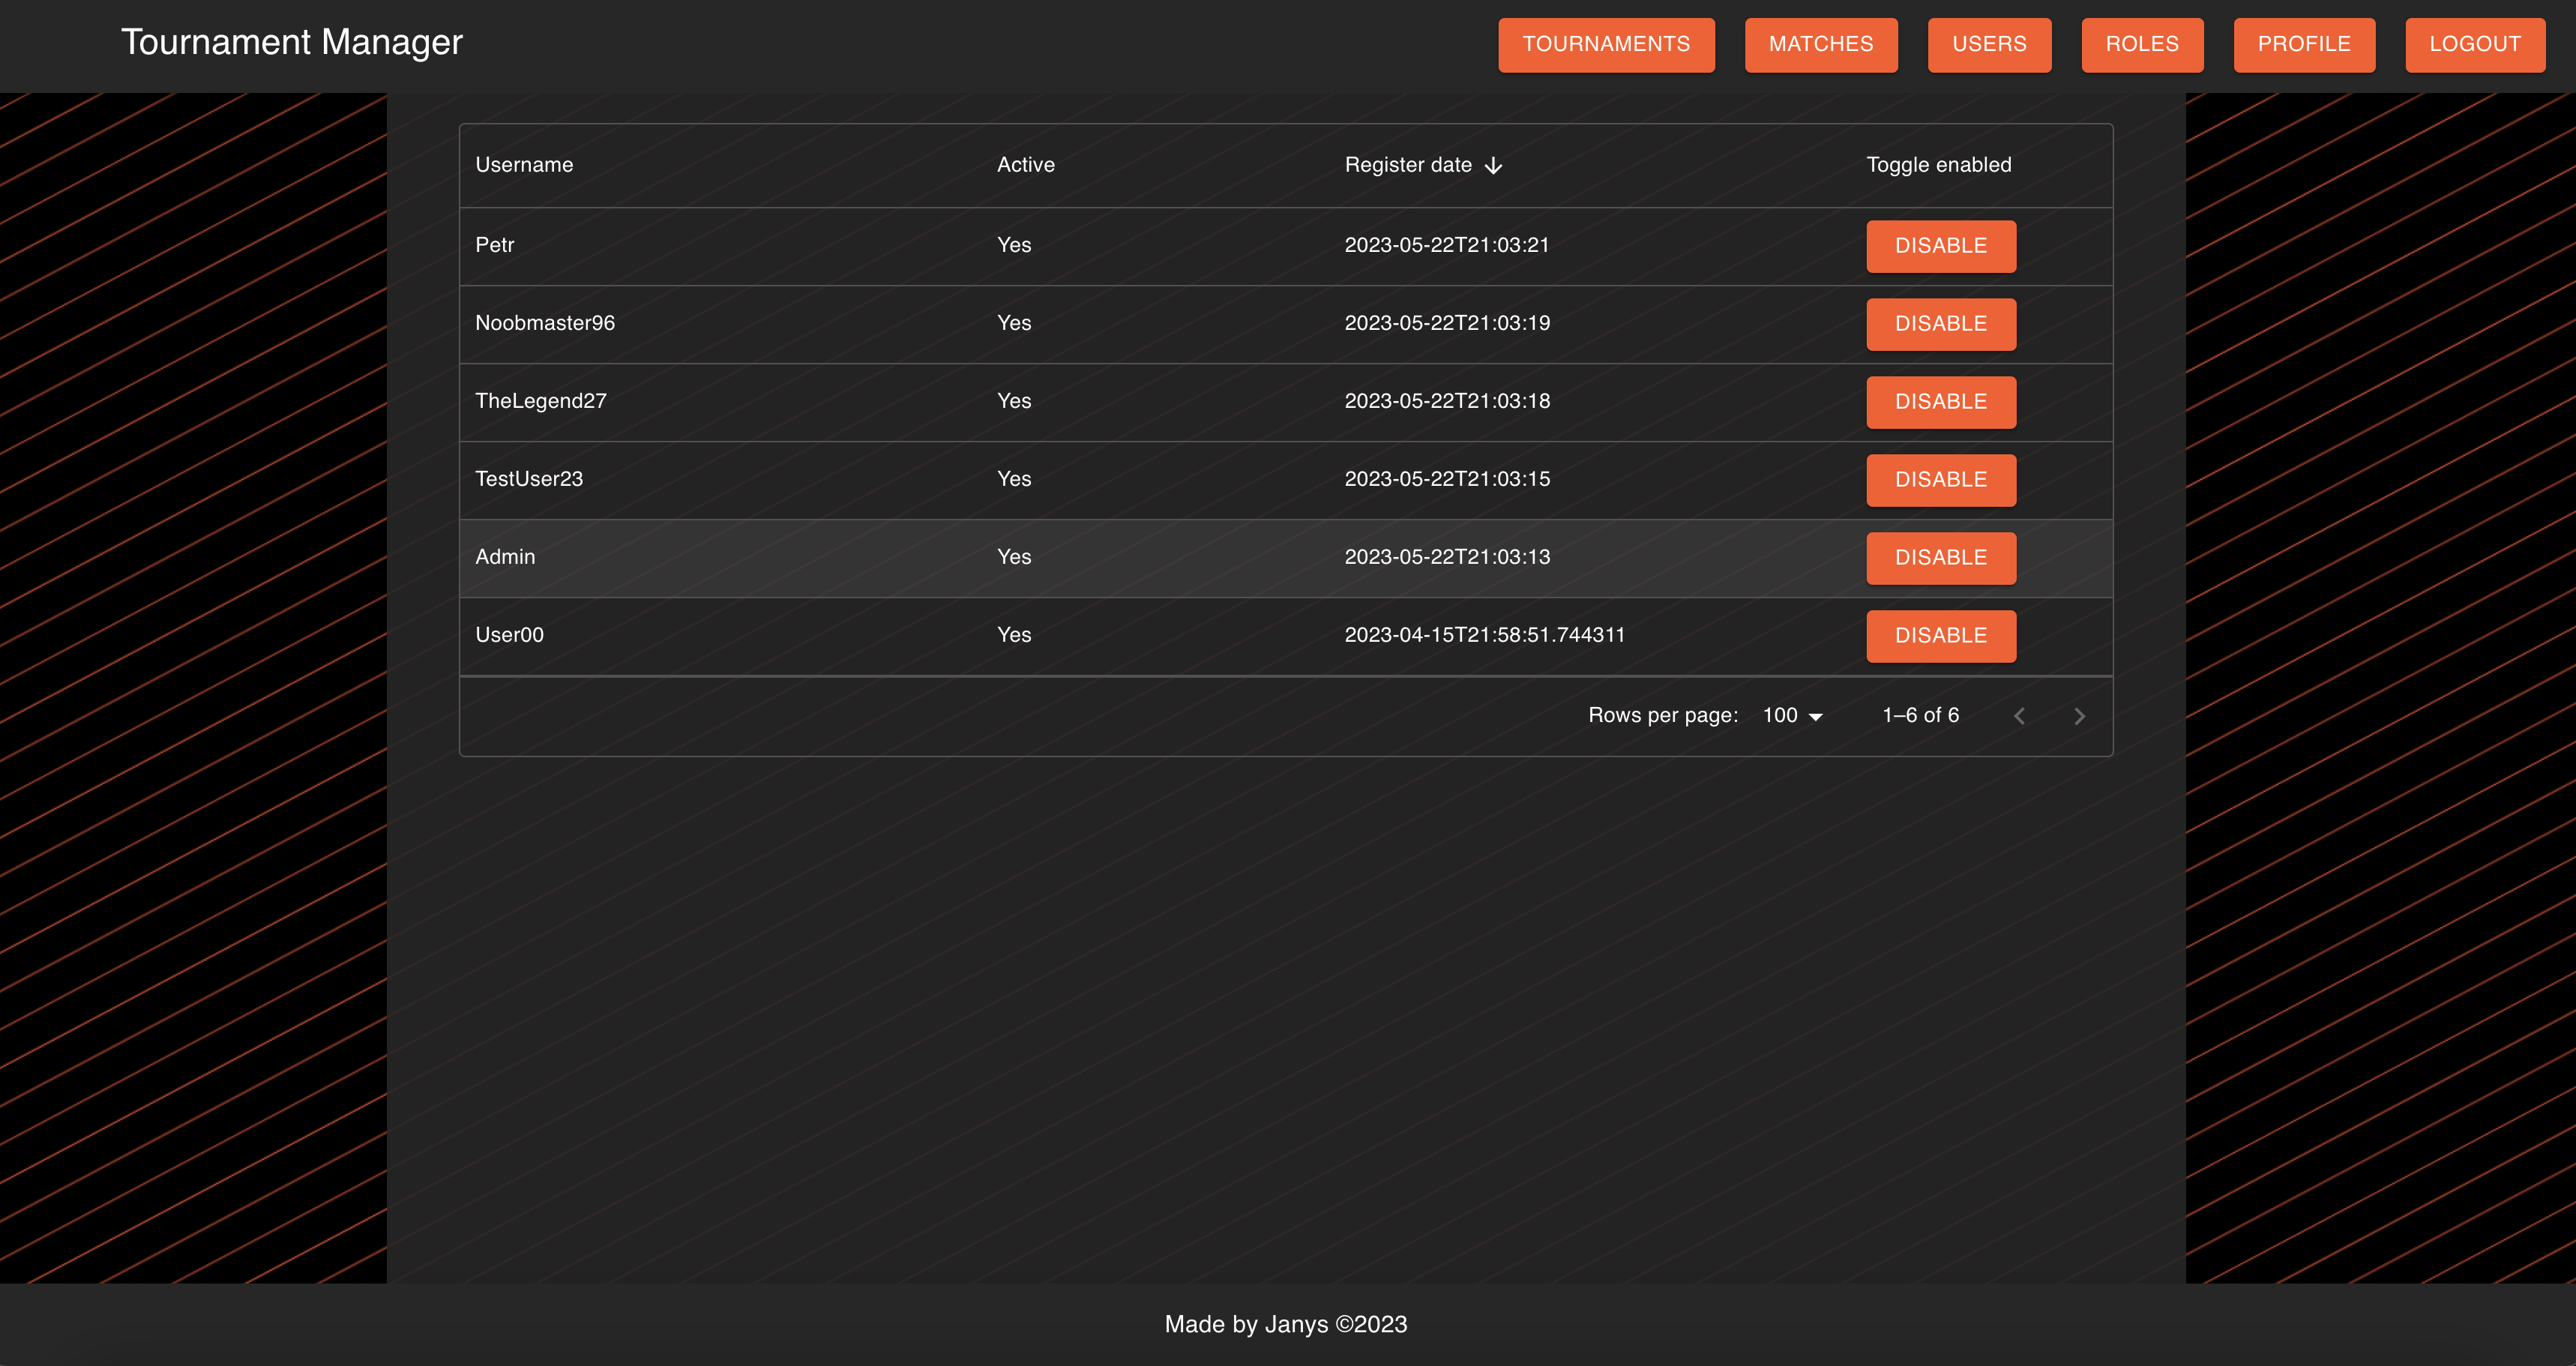 Tournament Manager TOURNAMENTS MATCHES USERS ROLES PROFILE LOGOUT
Username Active Register date Toggle enabled
Petr Yes 2023-05-22T21:03:21 DISABLE
Noobmaster96 Yes 2023-05-22T21:03:19 DISABLE
TheLegend27 Yes 2023-05-22T21:03:18 DISABLE
TestUser23 Yes 2023-05-22T21:03:15 DISABLE
Admin Yes 2023-05-22T21:03:13 DISABLE
User00 Yes 2023-04-15T21:58:51.744311 DISABLE
Rows per page: 100 1–6 of 6
Made by Janys ©2023